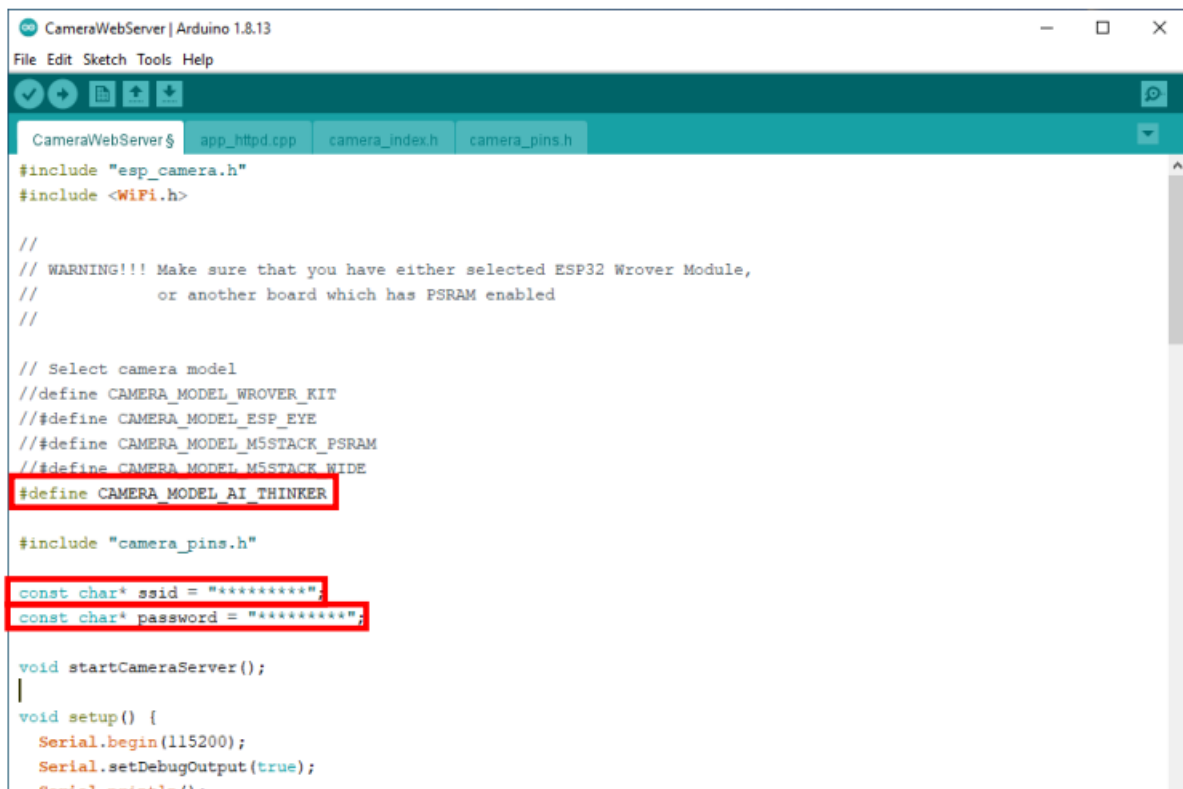 CameraWebServer | Arduino 1.8.13
File Edit Sketch Tools Help
CameraWebServer § app_httpd.cpp camera_index.h camera_pins.h
#include "esp_camera.h"
#include <WiFi.h>
//
// WARNING!!! Make sure that you have either selected ESP32 Wrover Module,
// or another board which has PSRAM enabled
//
// Select camera model
//define CAMERA_MODEL_WROVER_KIT
//#define CAMERA_MODEL_ESP_EYE
//#define CAMERA_MODEL_M5STACK_PSRAM
//#define CAMERA_MODEL_M5STACK_WIDE
#define CAMERA_MODEL_AI_THINKER
#include "camera_pins.h"
const char* ssid = "*********";
const char* password = "*********";
void startCameraServer();
void setup() {
Serial.begin(115200);
Serial.setDebugOutput(true);
Serial.println();